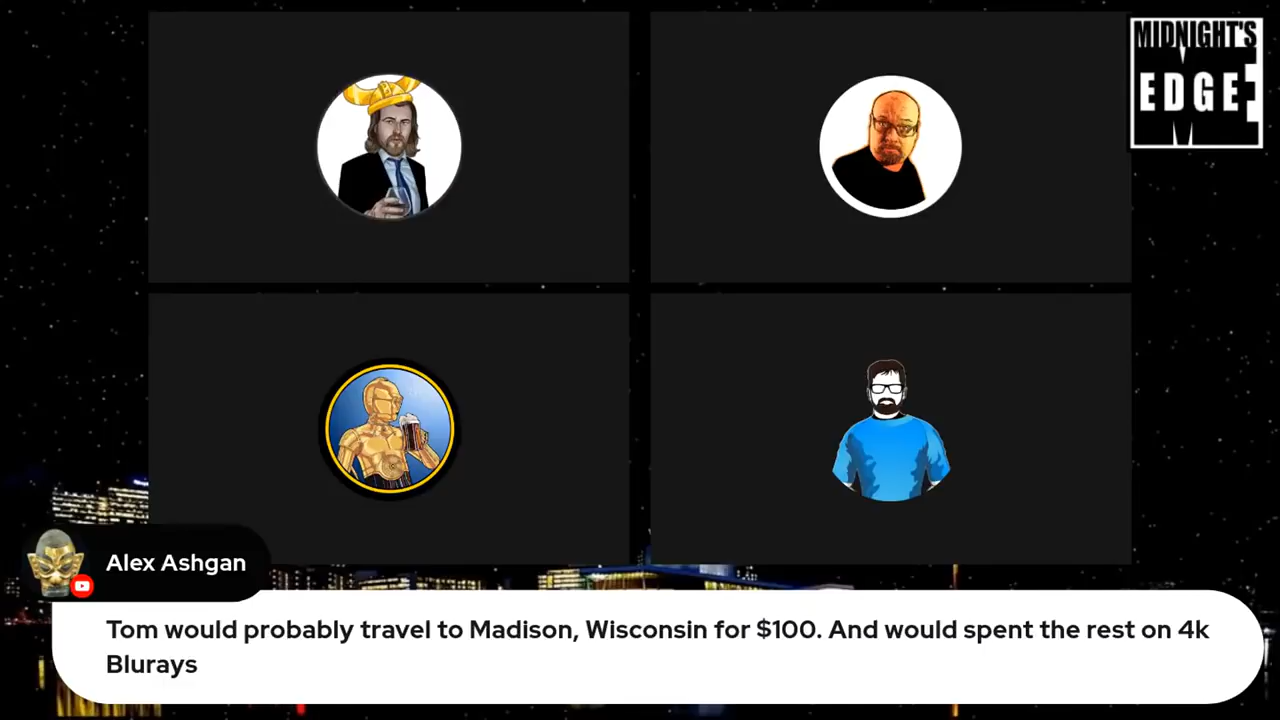 MIDNIGHT'S
EDGE
Alex Ashgan
Tom would probably travel to Madison, Wisconsin for $100. And would spent the rest on 4k
Blurays